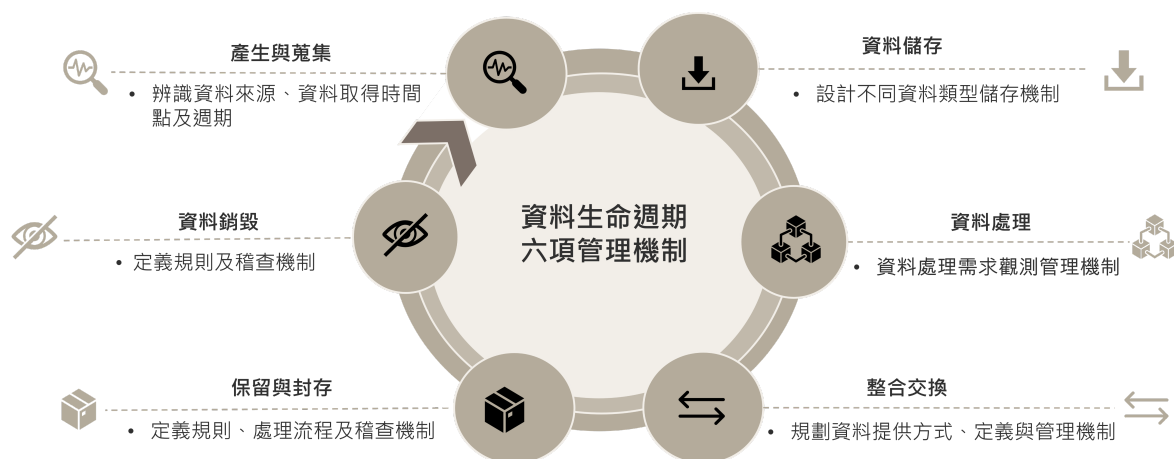 產生與蒐集
• 辨識資料來源、資料取得時間
點及週期
資料儲存
• 設計不同資料類型儲存機制
資料銷毀
• 定義規則及稽查機制
資料生命週期
六項管理機制
資料處理
• 資料處理需求觀測管理機制
保留與封存
• 定義規則、處理流程及稽查機制
整合交換
• 規劃資料提供方式、定義與管理機制